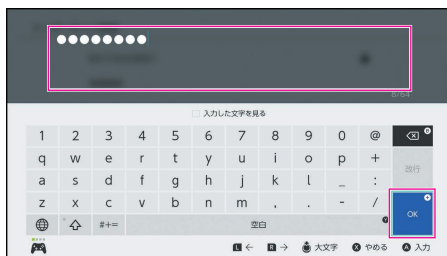 ●●●●●●●●
8/64
入力した文字を見る
1 2 3 4 5 6 7 8 9 0 @
q w e r t y u i o p +
改行
a s d f g h j k l _ :
z x c v b n m , . - /
#+= 空白 Y OK
L ← R → 大文字 X やめる A 入力